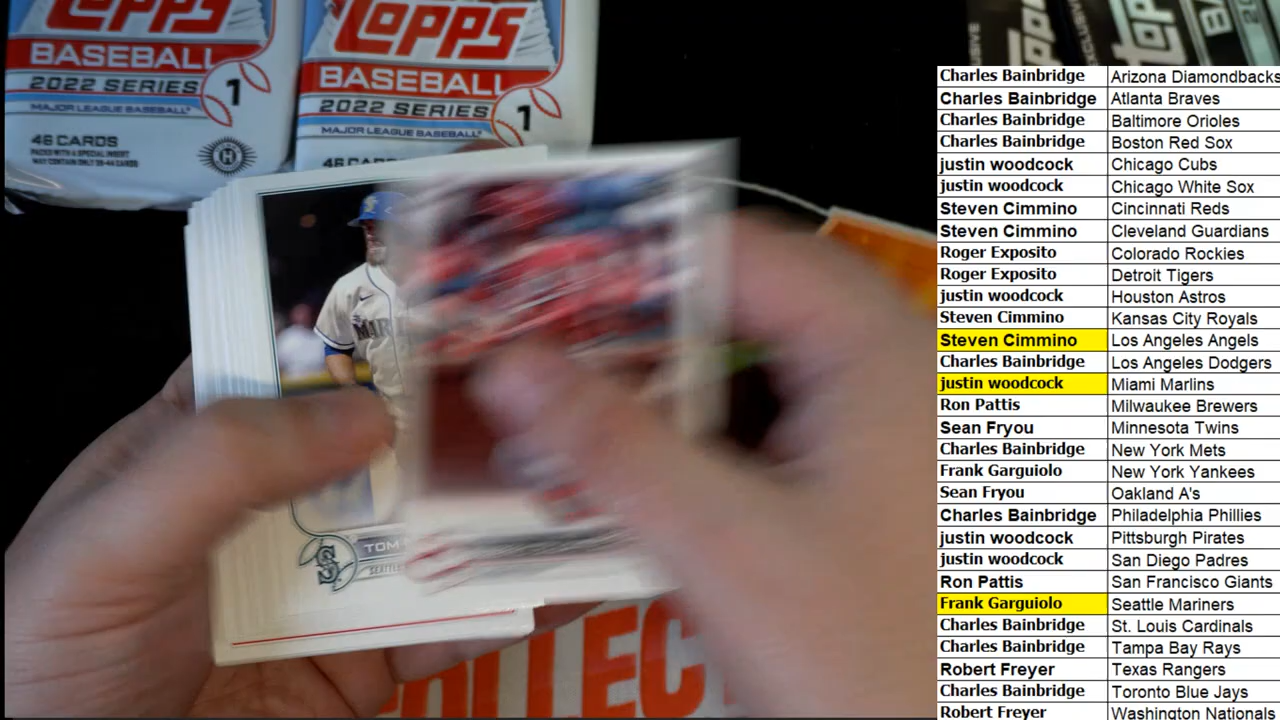 TOPPS
BASEBALL
2022 SERIES 1
MAJOR LEAGUE BASEBALL
46 CARDS
TOPPS
BASEBALL
2022 SERIES 1
MAJOR LEAGUE BASEBALL
46 CARDS
TOM
COLLECT
Charles Bainbridge Arizona Diamondbacks
Charles Bainbridge Atlanta Braves
Charles Bainbridge Baltimore Orioles
Charles Bainbridge Boston Red Sox
justin woodcock Chicago Cubs
justin woodcock Chicago White Sox
Steven Cimmino Cincinnati Reds
Steven Cimmino Cleveland Guardians
Roger Exposito Colorado Rockies
Roger Exposito Detroit Tigers
justin woodcock Houston Astros
Steven Cimmino Kansas City Royals
Steven Cimmino Los Angeles Angels
Charles Bainbridge Los Angeles Dodgers
justin woodcock Miami Marlins
Ron Pattis Milwaukee Brewers
Sean Fryou Minnesota Twins
Charles Bainbridge New York Mets
Frank Garguiolo New York Yankees
Sean Fryou Oakland A's
Charles Bainbridge Philadelphia Phillies
justin woodcock Pittsburgh Pirates
justin woodcock San Diego Padres
Ron Pattis San Francisco Giants
Frank Garguiolo Seattle Mariners
Charles Bainbridge St. Louis Cardinals
Charles Bainbridge Tampa Bay Rays
Robert Freyer Texas Rangers
Charles Bainbridge Toronto Blue Jays
Robert Freyer Washington Nationals